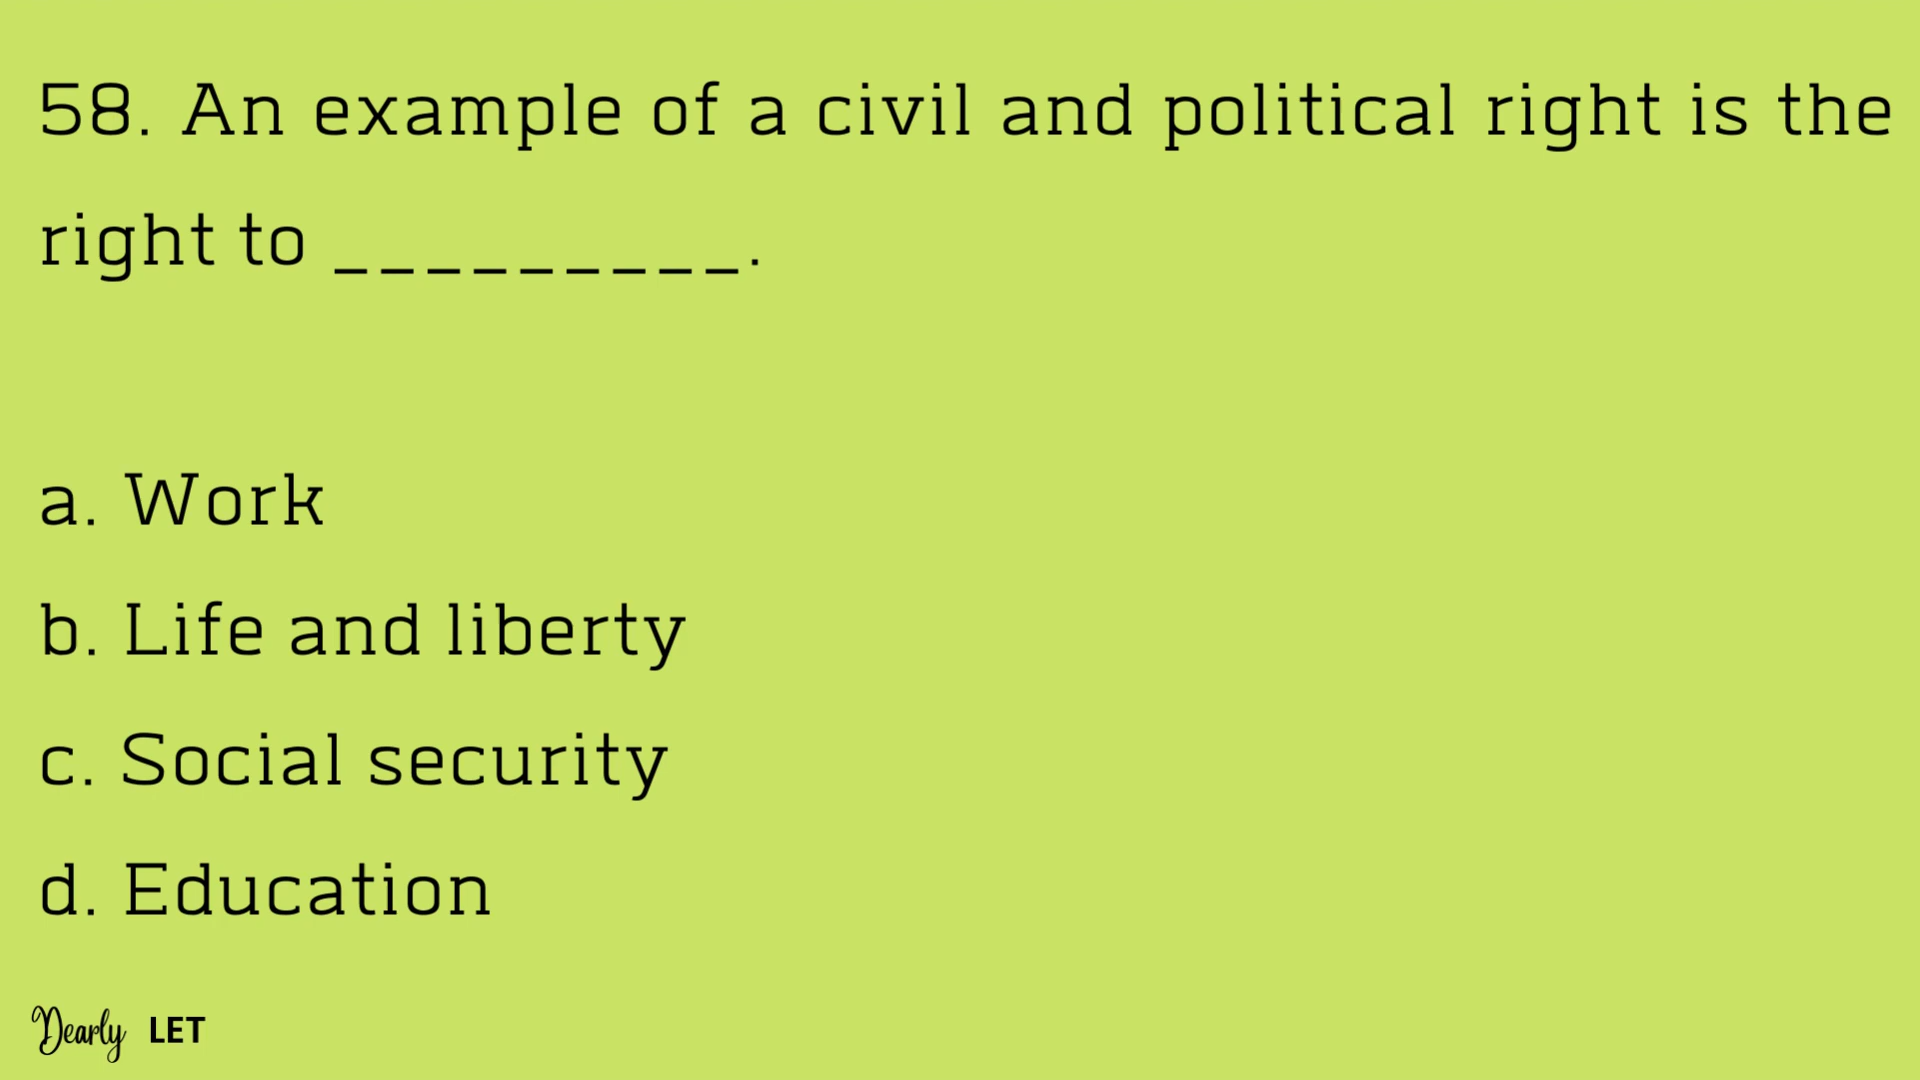 58. An example of a civil and political right is the
right to _________.
a. Work
b. Life and liberty
c. Social security
d. Education
Dearly LET